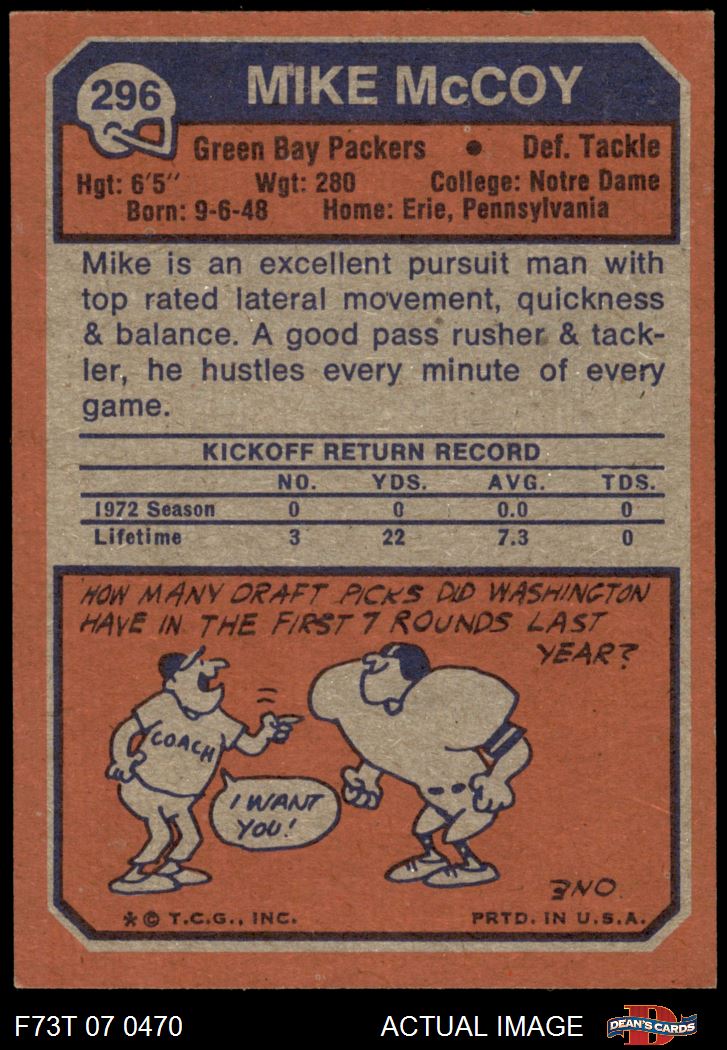 296
MIKE McCOY
Green Bay Packers • Def. Tackle
Hgt: 6'5" Wgt: 280 College: Notre Dame
Born: 9-6-48 Home: Erie, Pennsylvania
Mike is an excellent pursuit man with
top rated lateral movement, quickness
& balance. A good pass rusher & tack-
ler, he hustles every minute of every
game.
KICKOFF RETURN RECORD
NO. YDS. AVG. TDS.
1972 Season 0 0 0.0 0
Lifetime 3 22 7.3 0
HOW MANY DRAFT PICKS DID WASHINGTON
HAVE IN THE FIRST 7 ROUNDS LAST
YEAR?
COACH
I WANT
YOU!
ONE
* © T.C.G., INC. PRTD. IN U.S.A.
F73T 07 0470 ACTUAL IMAGE
D
DEAN'S CARDS